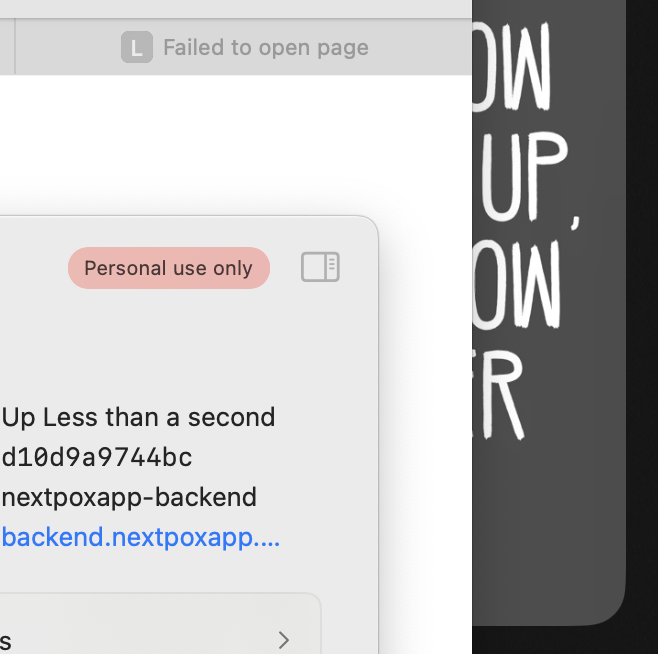 L Failed to open page
Personal use only
Up Less than a second
d10d9a9744bc
nextpoxapp-backend
backend.nextpoxapp....
s
OW
UP,
OW
ER